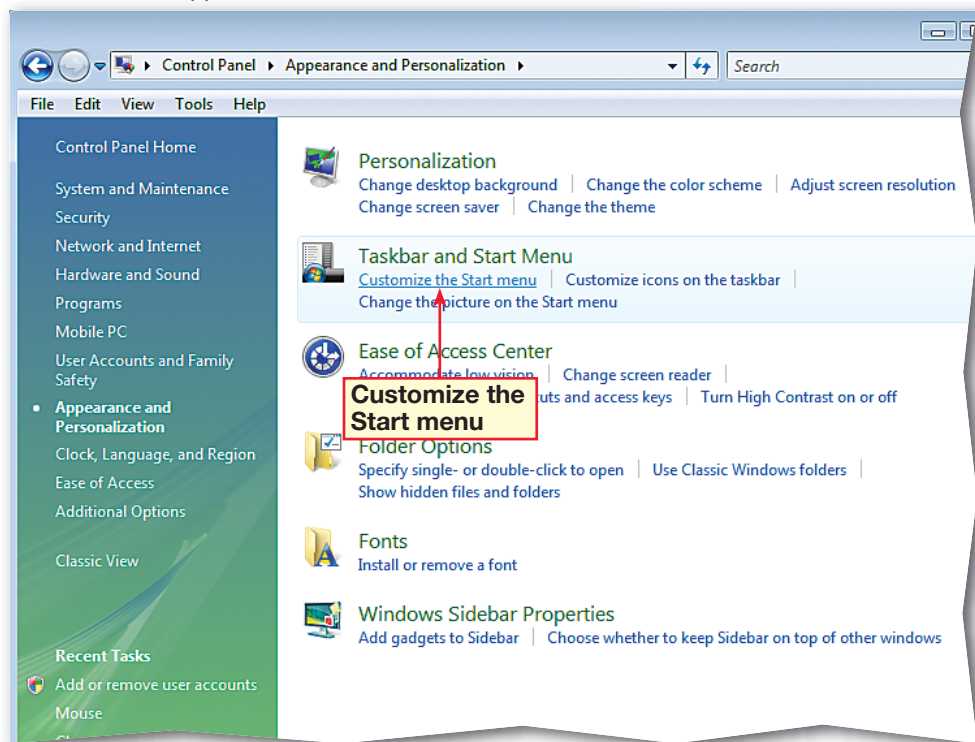 Control Panel Appearance and Personalization Search
File Edit View Tools Help
Control Panel Home
System and Maintenance
Security
Network and Internet
Hardware and Sound
Programs
Mobile PC
User Accounts and Family
Safety
Appearance and
Personalization
Clock, Language, and Region
Ease of Access
Additional Options
Classic View
Recent Tasks
Add or remove user accounts
Mouse
Personalization
Change desktop background Change the color scheme Adjust screen resolution
Change screen saver Change the theme
Taskbar and Start Menu
Customize the Start menu Customize icons on the taskbar
Change the picture on the Start menu
Ease of Access Center
Accommodate low vision Change screen reader
and access keys Turn High Contrast on or off
Customize the
Start menu
Folder Options
Specify single- or double-click to open Use Classic Windows folders
Show hidden files and folders
Fonts
Install or remove a font
Windows Sidebar Properties
Add gadgets to Sidebar Choose whether to keep Sidebar on top of other windows